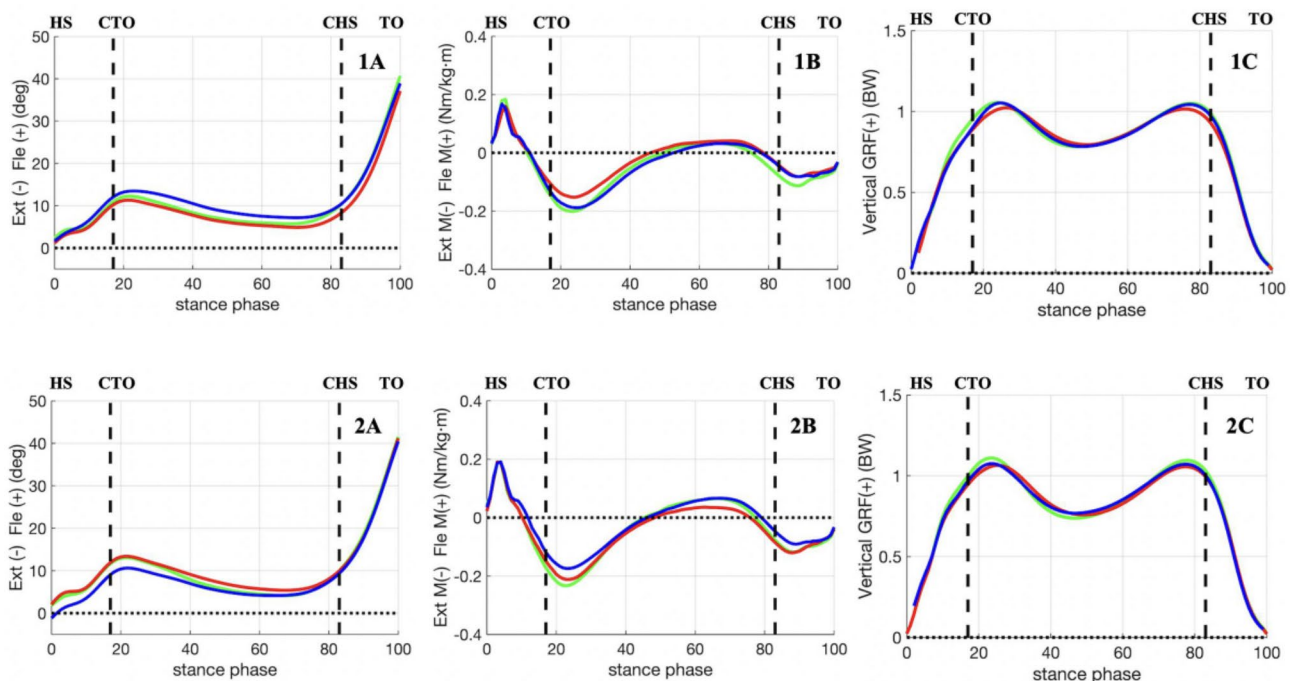 HS CTO CHS TO
50
40
30
20
10
0
0 20 40 60 80 100
Ext (-) Fle (+) (deg)
stance phase
1A
HS CTO CHS TO
0.4
0.2
0
-0.2
-0.4
0 20 40 60 80 100
Ext M(-) Fle M(+) (Nm/kg·m)
stance phase
1B
HS CTO CHS TO
1.5
1
0.5
0
0 20 40 60 80 100
Vertical GRF(+) (BW)
stance phase
1C
HS CTO CHS TO
50
40
30
20
10
0
0 20 40 60 80 100
Ext (-) Fle (+) (deg)
stance phase
2A
HS CTO CHS TO
0.4
0.2
0
-0.2
-0.4
0 20 40 60 80 100
Ext M(-) Fle M(+) (Nm/kg·m)
stance phase
2B
HS CTO CHS TO
1.5
1
0.5
0
0 20 40 60 80 100
Vertical GRF(+) (BW)
stance phase
2C